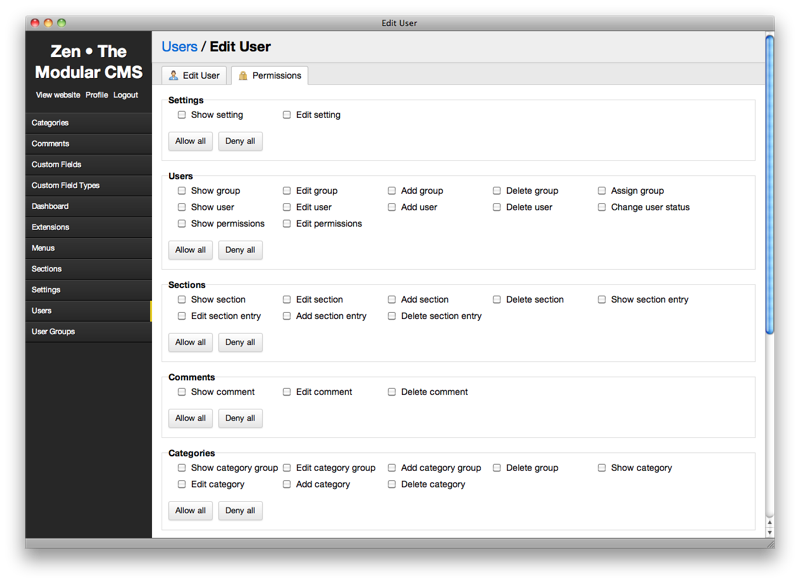 Edit User
Zen • The
Modular CMS
View website Profile Logout
Categories
Comments
Custom Fields
Custom Field Types
Dashboard
Extensions
Menus
Sections
Settings
Users
User Groups
Users / Edit User
Edit User Permissions
Settings
Show setting Edit setting
Allow all Deny all
Users
Show group Edit group Add group Delete group Assign group
Show user Edit user Add user Delete user Change user status
Show permissions Edit permissions
Allow all Deny all
Sections
Show section Edit section Add section Delete section Show section entry
Edit section entry Add section entry Delete section entry
Allow all Deny all
Comments
Show comment Edit comment Delete comment
Allow all Deny all
Categories
Show category group Edit category group Add category group Delete group Show category
Edit category Add category Delete category
Allow all Deny all